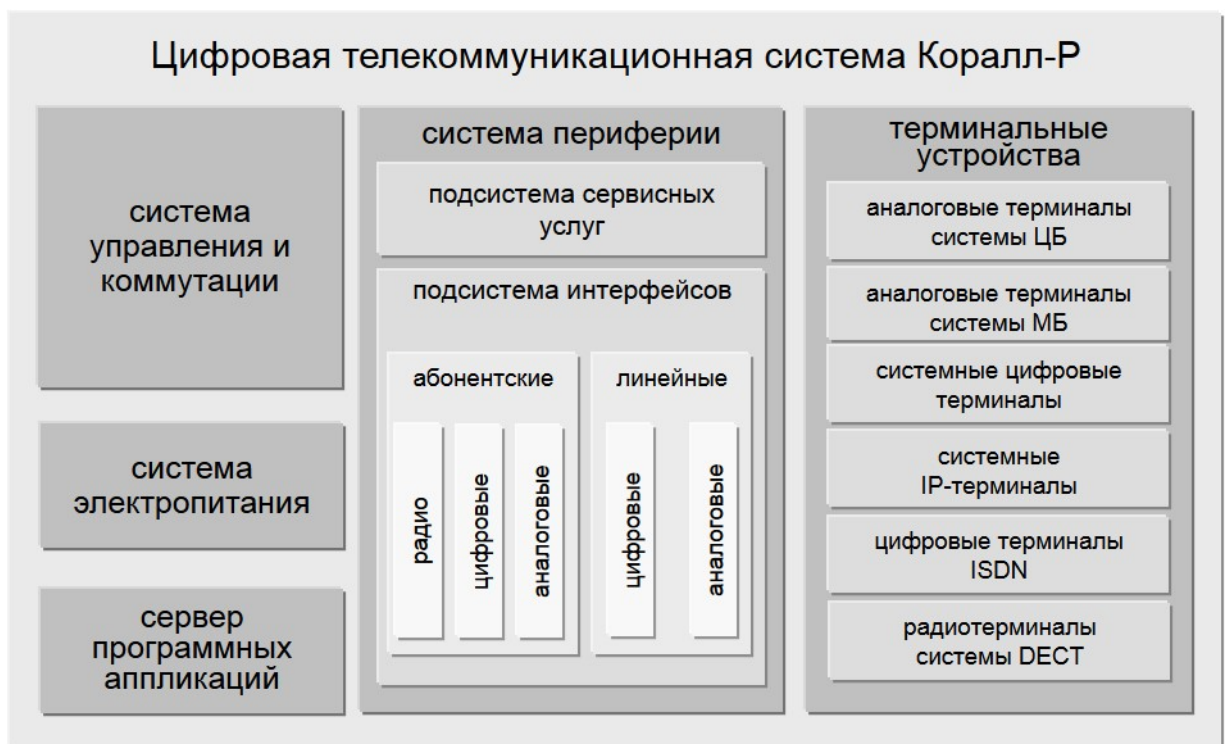 Цифровая телекоммуникационная система Коралл-Р
система
управления и
коммутации
система
электропитания
сервер
программных
аппликаций
система периферии
подсистема сервисных
услуг
подсистема интерфейсов
абонентские
радио
цифровые
аналоговые
линейные
цифровые
аналоговые
терминальные
устройства
аналоговые терминалы
системы ЦБ
аналоговые терминалы
системы МБ
системные цифровые
терминалы
системные
IP-терминалы
цифровые терминалы
ISDN
радиотерминалы
системы DECT